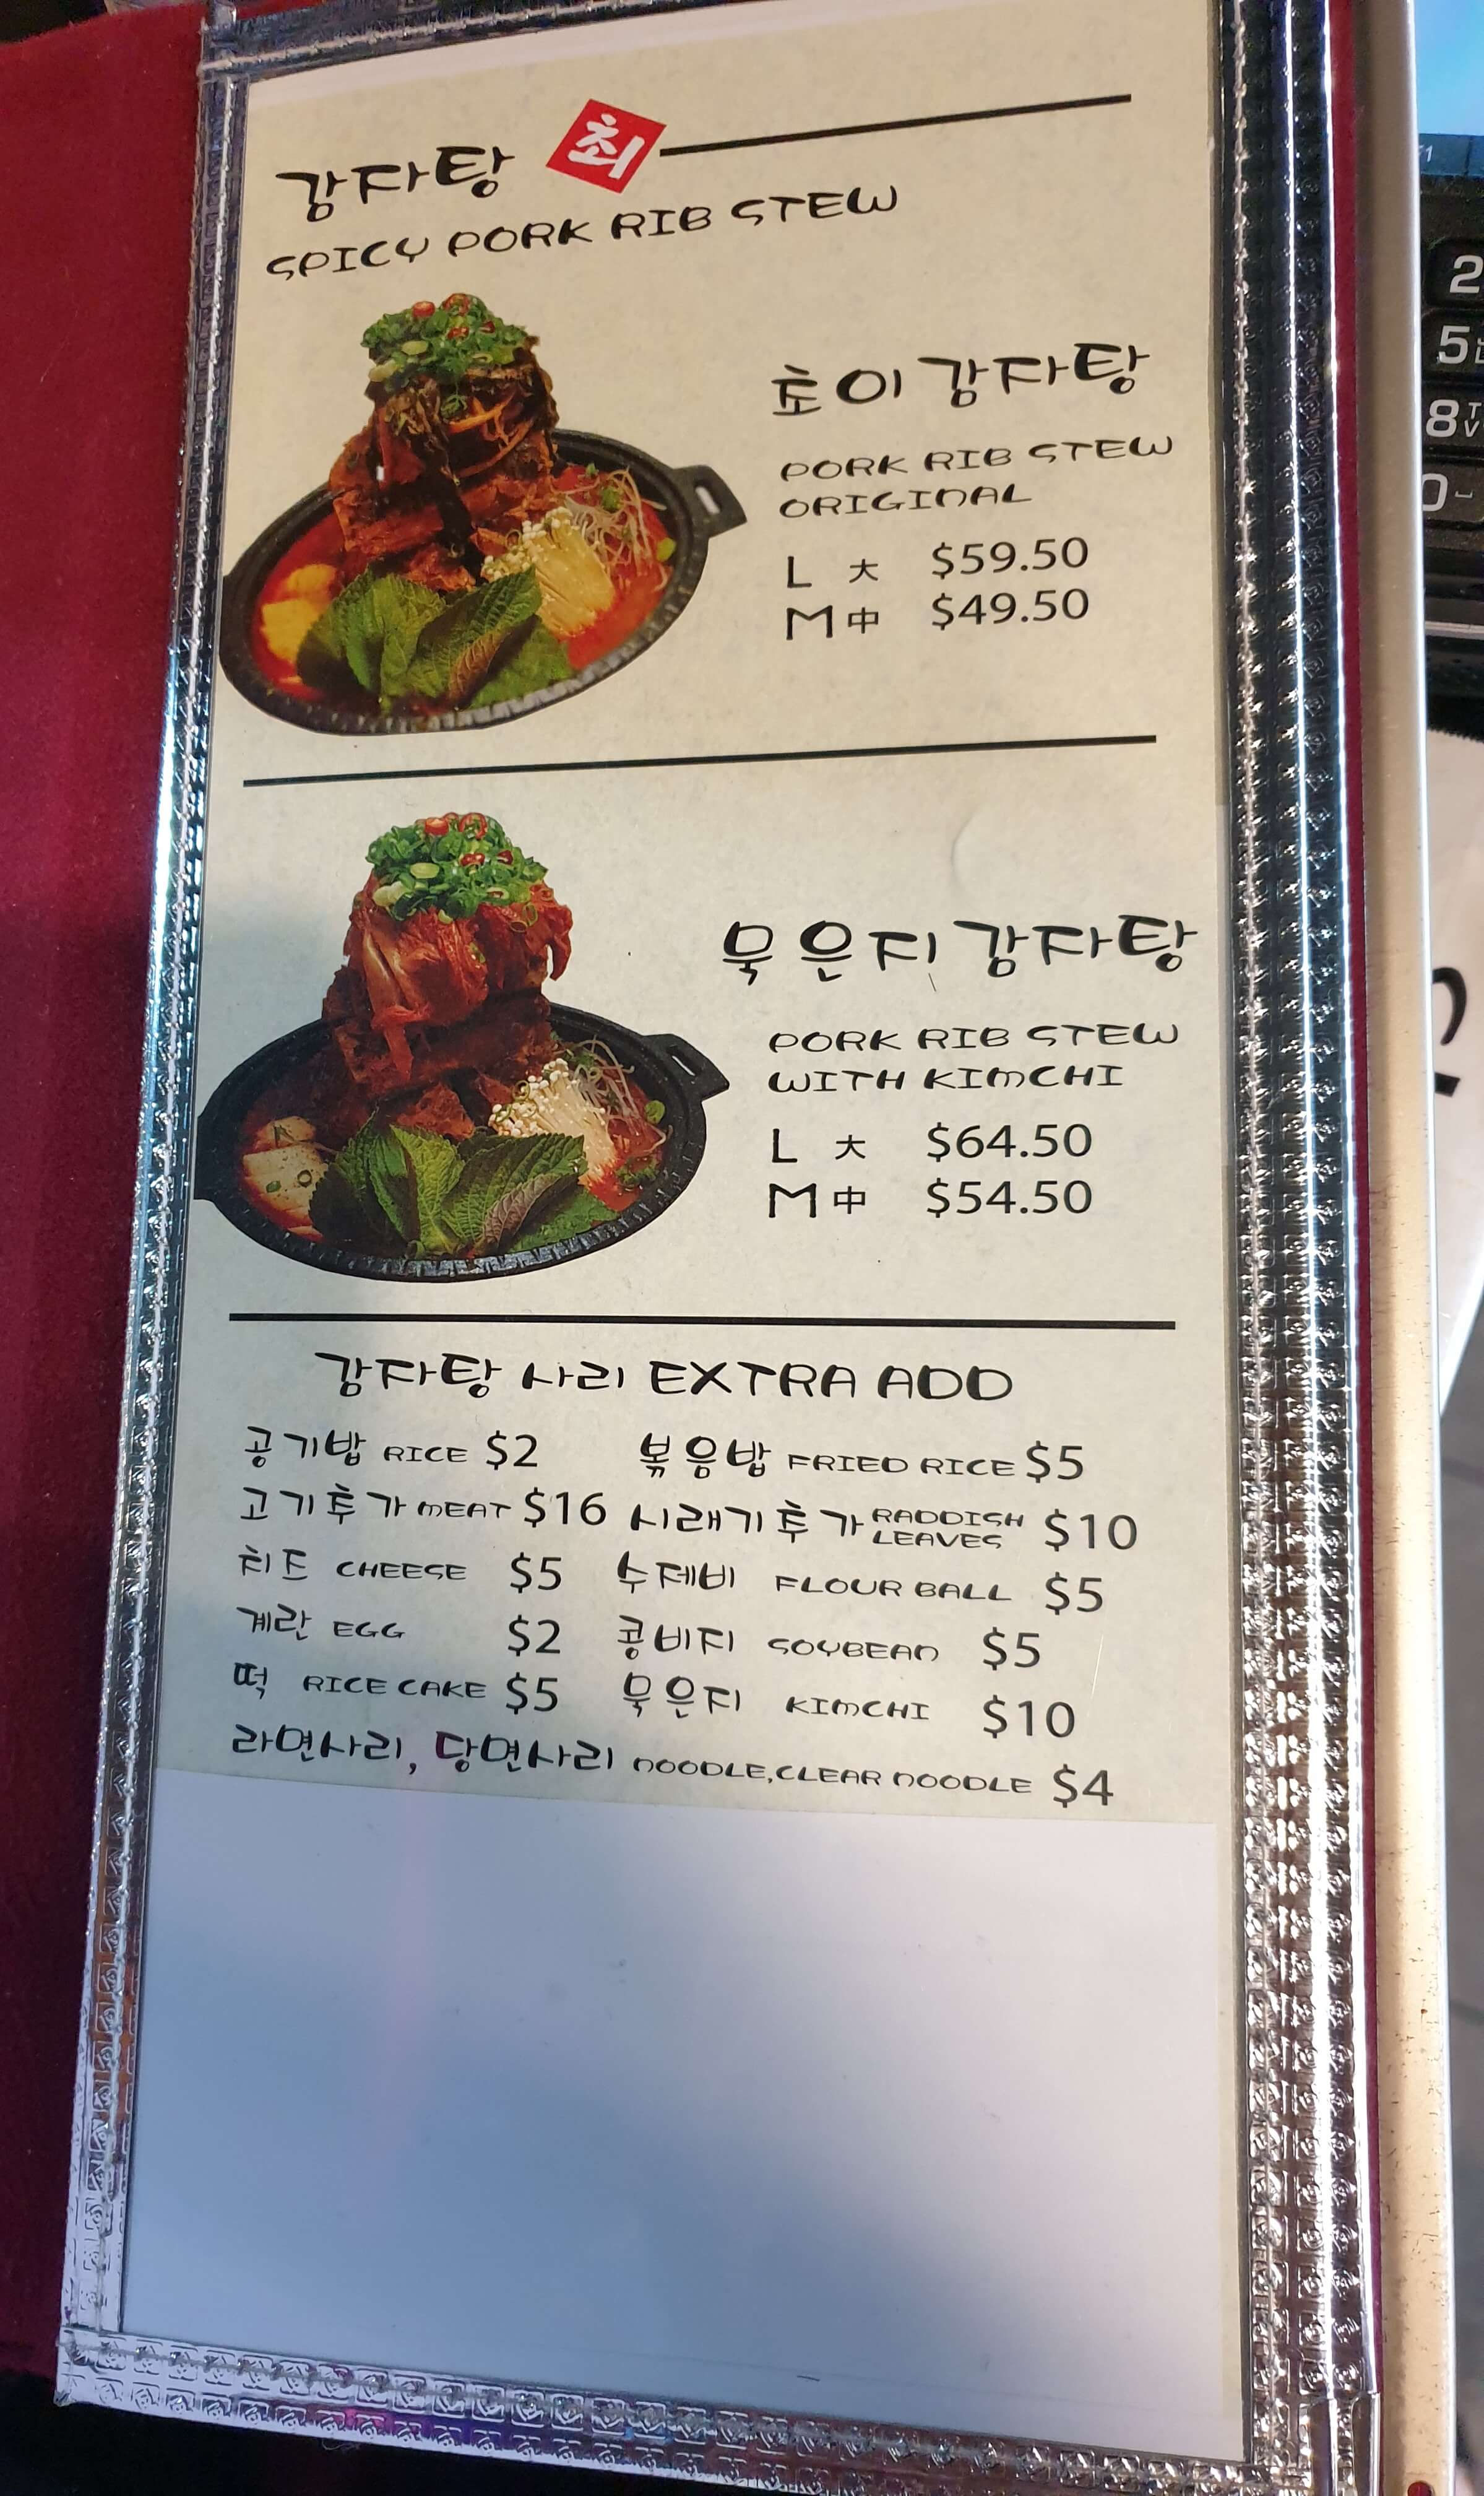 감자탕 최
SPICY PORK RIB STEW
초이감자탕
PORK RIB STEW
ORIGINAL
L 大 $59.50
M 中 $49.50
묵은지감자탕
PORK RIB STEW
WITH KIMCHI
L 大 $64.50
M 中 $54.50
감자탕 사리 EXTRA ADD
공기밥 RICE $2 볶음밥 FRIED RICE $5
고기추가 MEAT $16 시래기추가 RADDISH LEAVES $10
치즈 CHEESE $5 수제비 FLOUR BALL $5
계란 EGG $2 콩비지 SOYBEAN $5
떡 RICE CAKE $5 묵은지 KIMCHI $10
라면사리, 당면사리 NOODLE,CLEAR NOODLE $4
2
5
8
0